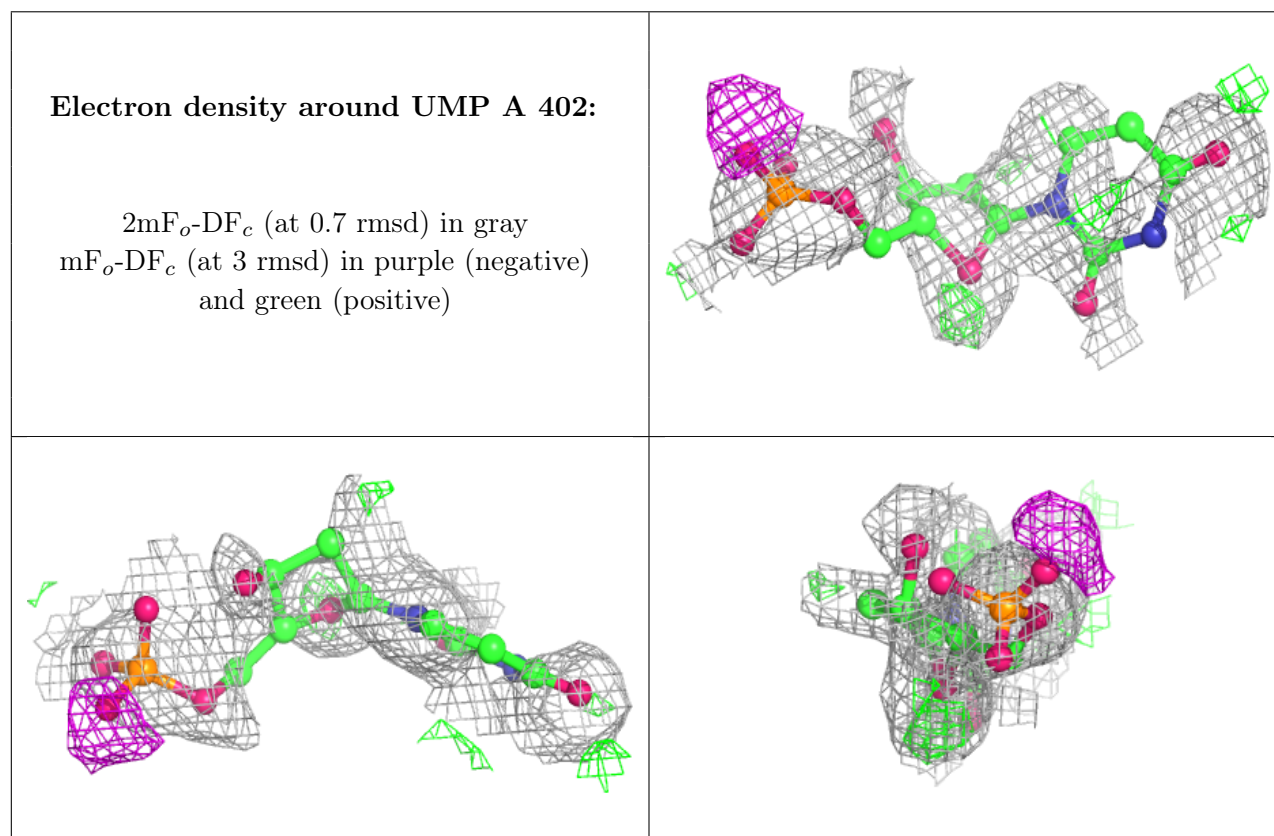 Electron density around UMP A 402:
2mFₒ-DF𝑐 (at 0.7 rmsd) in gray
mFₒ-DF𝑐 (at 3 rmsd) in purple (negative)
and green (positive)